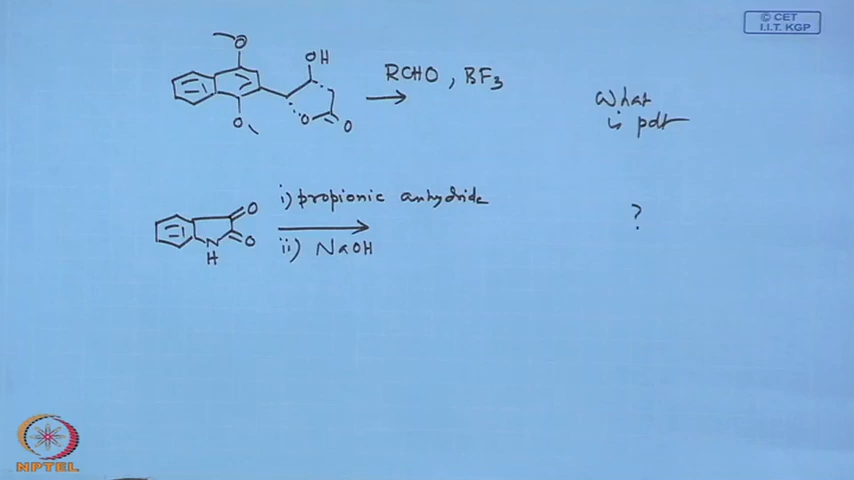 © CET
I.I.T. KGP
OH
O
O
O
O
RCHO, BF3
What
is pdt
i) propionic anhydride
ii) NaOH
O
O
N
H
?
NPTEL